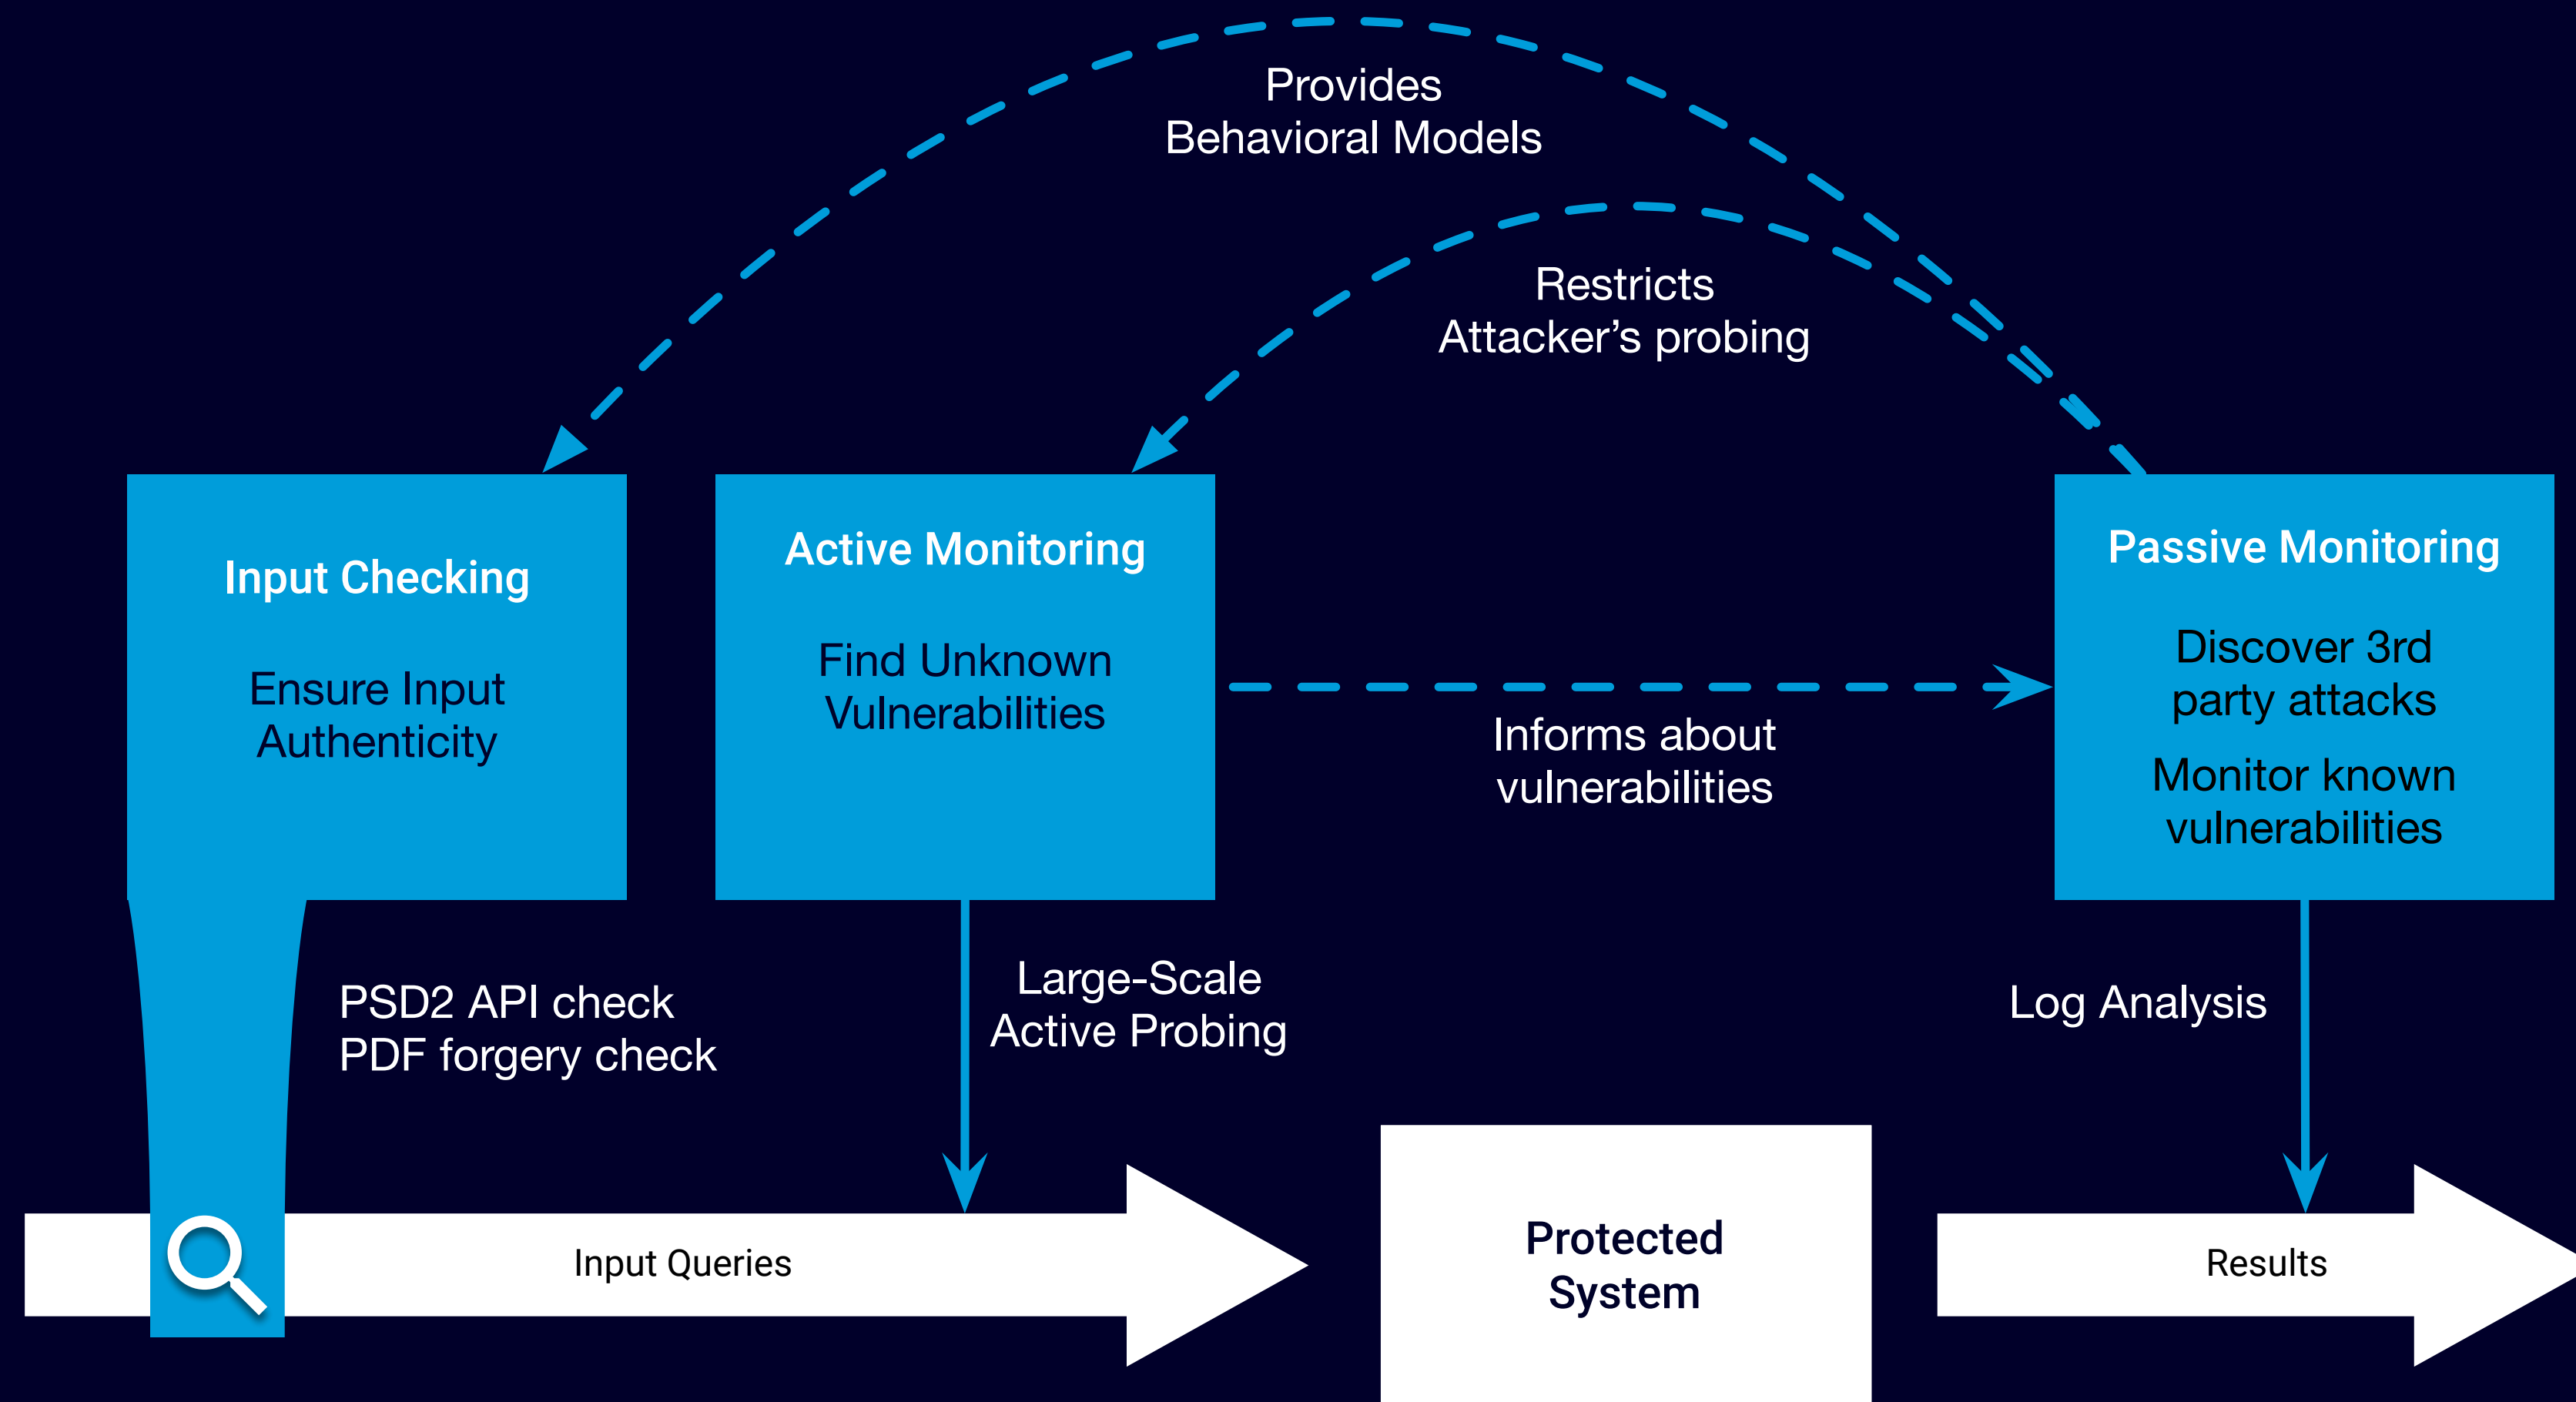 Provides
Behavioral Models
Restricts
Attacker’s probing
Input Checking
Ensure Input
Authenticity
Active Monitoring
Find Unknown
Vulnerabilities
Informs about
vulnerabilities
Passive Monitoring
Discover 3rd
party attacks
Monitor known
vulnerabilities
PSD2 API check
PDF forgery check
Large-Scale
Active Probing
Log Analysis
Input Queries
Protected
System
Results